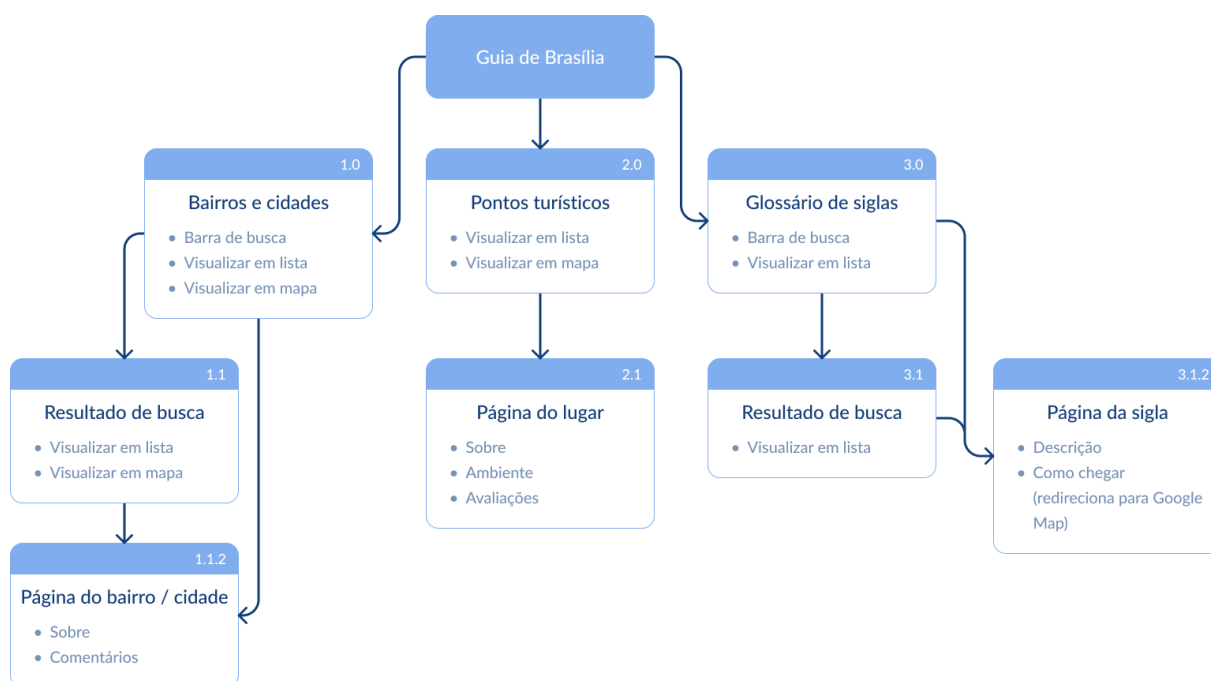 Guia de Brasília
1.0
Bairros e cidades
• Barra de busca
• Visualizar em lista
• Visualizar em mapa
2.0
Pontos turísticos
• Visualizar em lista
• Visualizar em mapa
3.0
Glossário de siglas
• Barra de busca
• Visualizar em lista
1.1
Resultado de busca
• Visualizar em lista
• Visualizar em mapa
2.1
Página do lugar
• Sobre
• Ambiente
• Avaliações
3.1
Resultado de busca
• Visualizar em lista
3.1.2
Página da sigla
• Descrição
• Como chegar
(redireciona para Google
Map)
1.1.2
Página do bairro / cidade
• Sobre
• Comentários